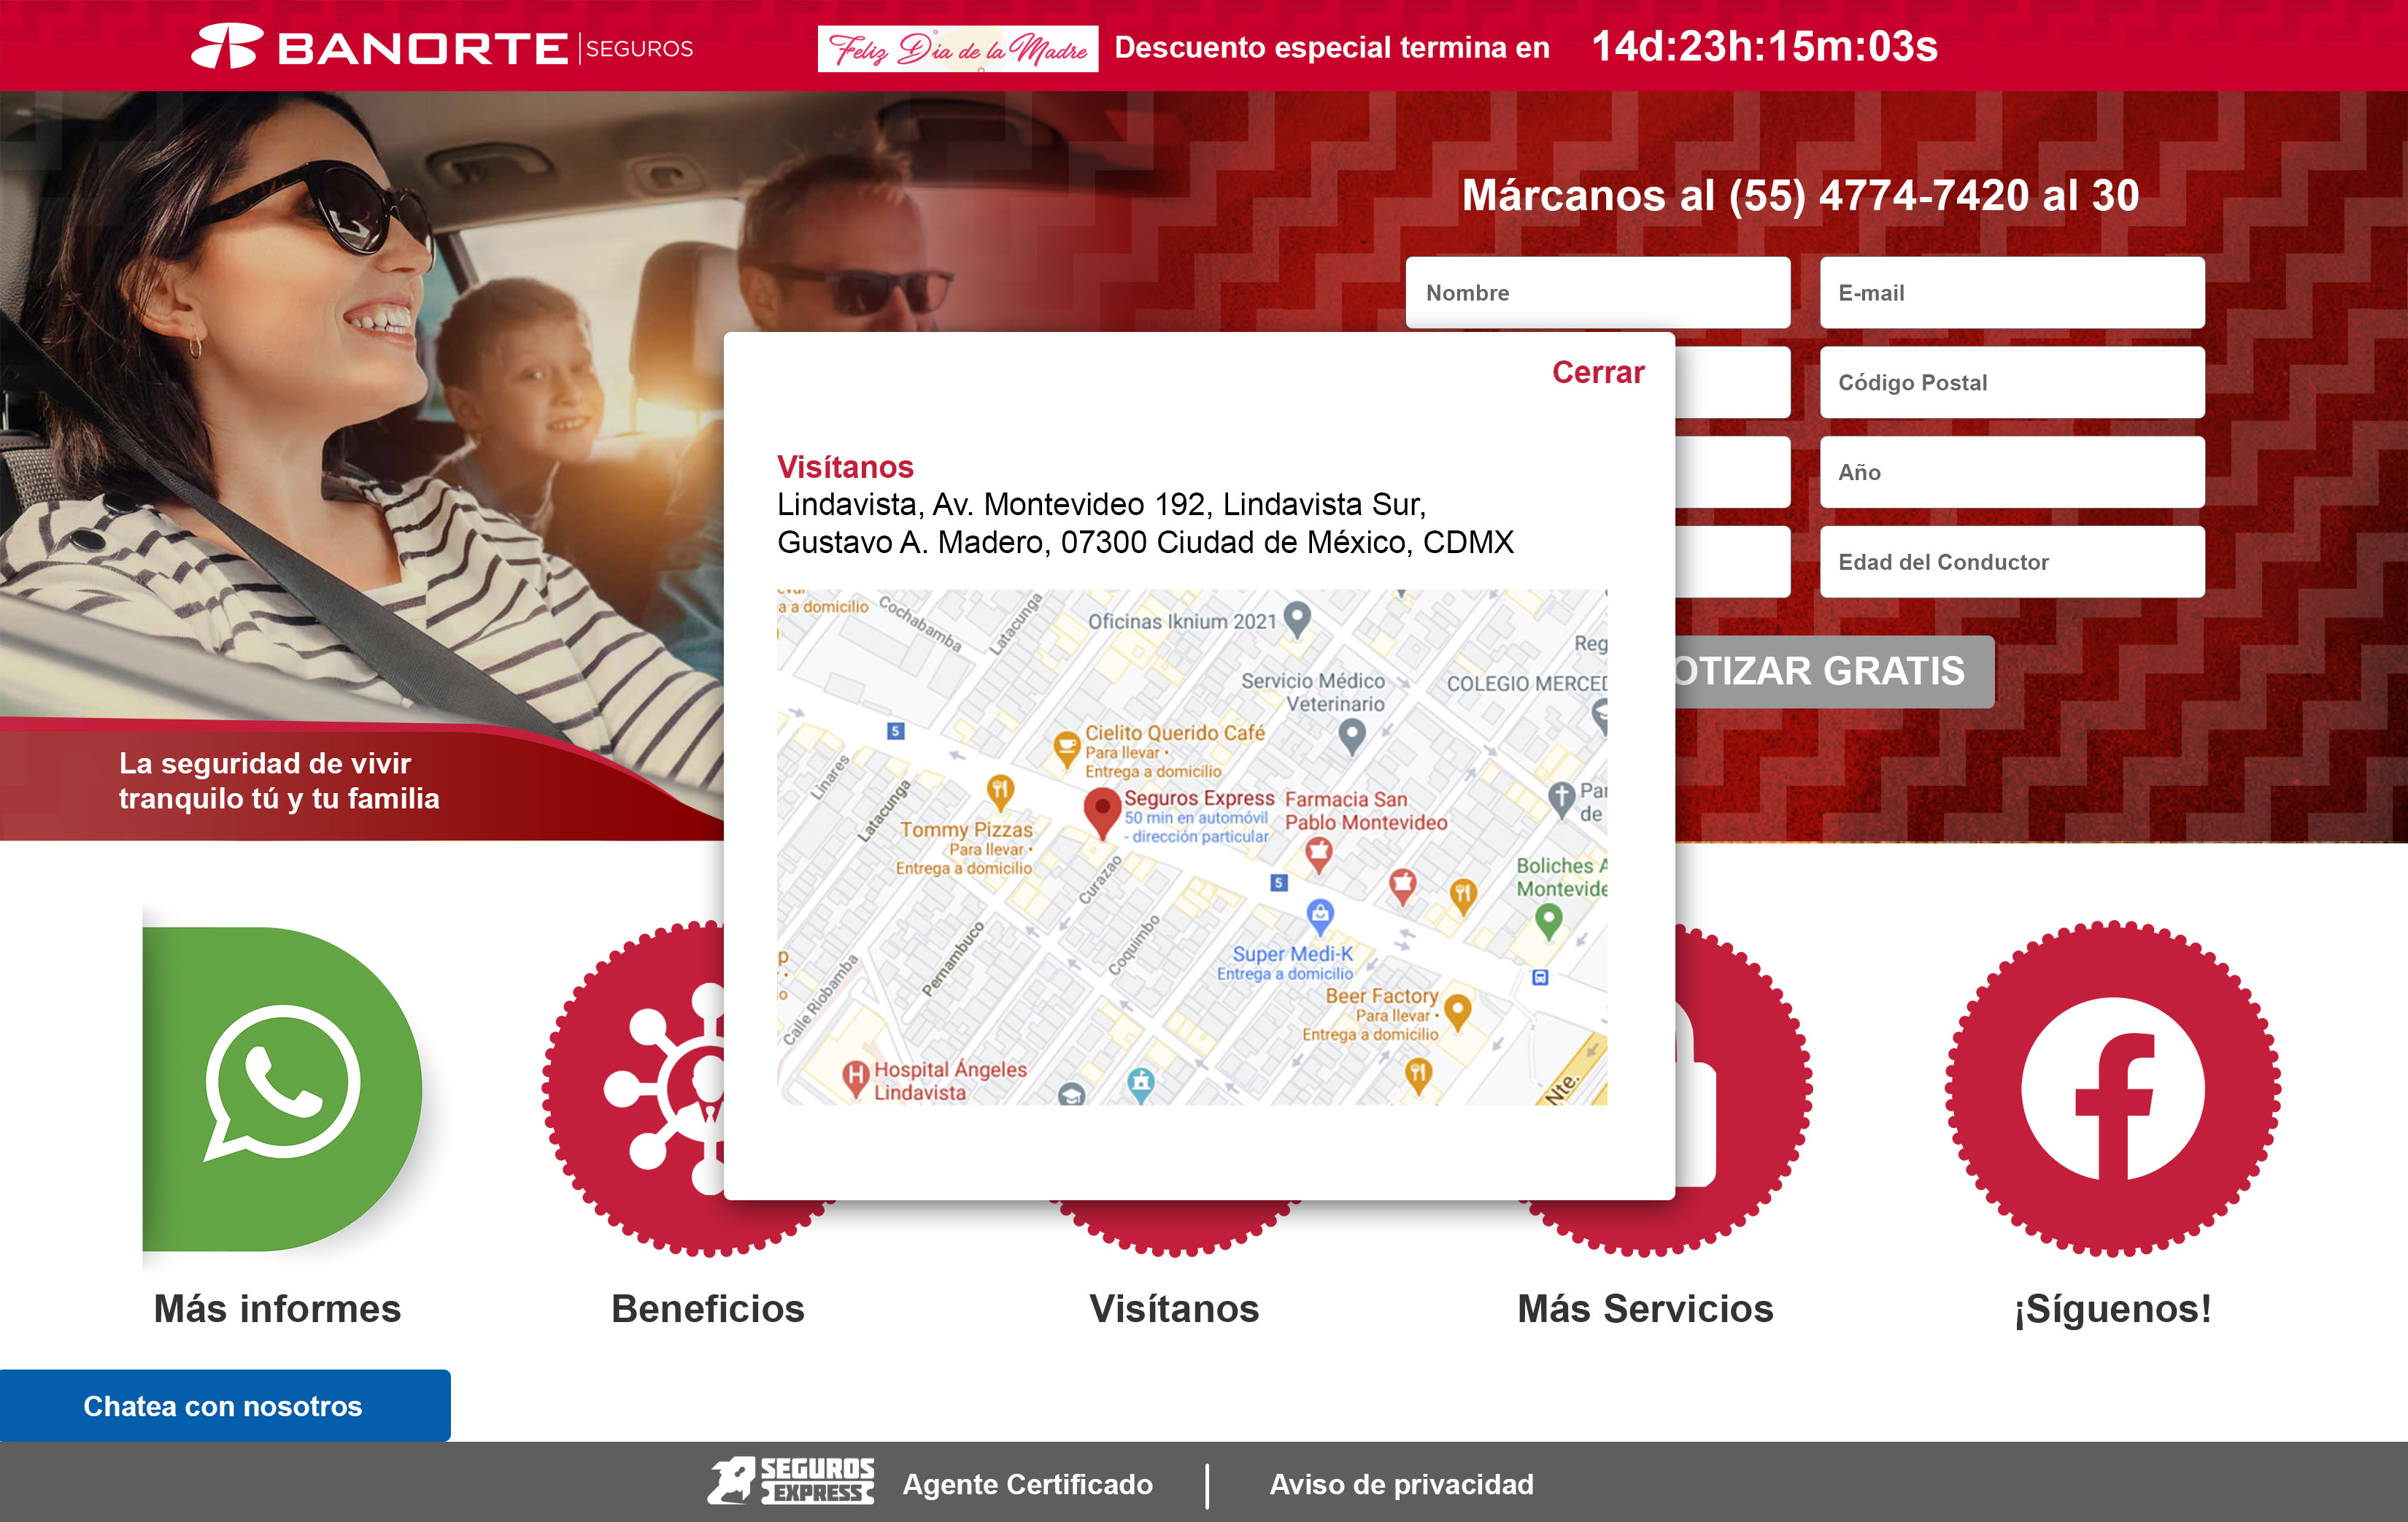 BANORTE SEGUROS
Feliz Día de la Madre
Descuento especial termina en 14d:23h:15m:03s
Márcanos al (55) 4774-7420 al 30
Nombre
E-mail
Código Postal
Año
Edad del Conductor
OTIZAR GRATIS
La seguridad de vivir
tranquilo tú y tu familia
Cerrar
Visítanos
Lindavista, Av. Montevideo 192, Lindavista Sur,
Gustavo A. Madero, 07300 Ciudad de México, CDMX
a a domicilio
Cochabamba
Latacunga
Oficinas Iknium 2021
Reg
Servicio Médico
Veterinario
COLEGIO MERCED
5
Cielito Querido Café
Para llevar •
Entrega a domicilio
Linares
Latacunga
Tommy Pizzas
Para llevar •
Entrega a domicilio
Seguros Express
50 min en automóvil
- dirección particular
Farmacia San
Pablo Montevideo
Par
de
Curazao
5
Boliches A
Montevide
Super Medi-K
Entrega a domicilio
Pernambuco
Coquimbo
Calle Riobamba
p
o
Beer Factory
Para llevar •
Entrega a domicilio
H
Hospital Ángeles
Lindavista
Nte.
Más informes
Beneficios
Visítanos
Más Servicios
¡Síguenos!
Chatea con nosotros
SEGUROS
EXPRESS
Agente Certificado | Aviso de privacidad